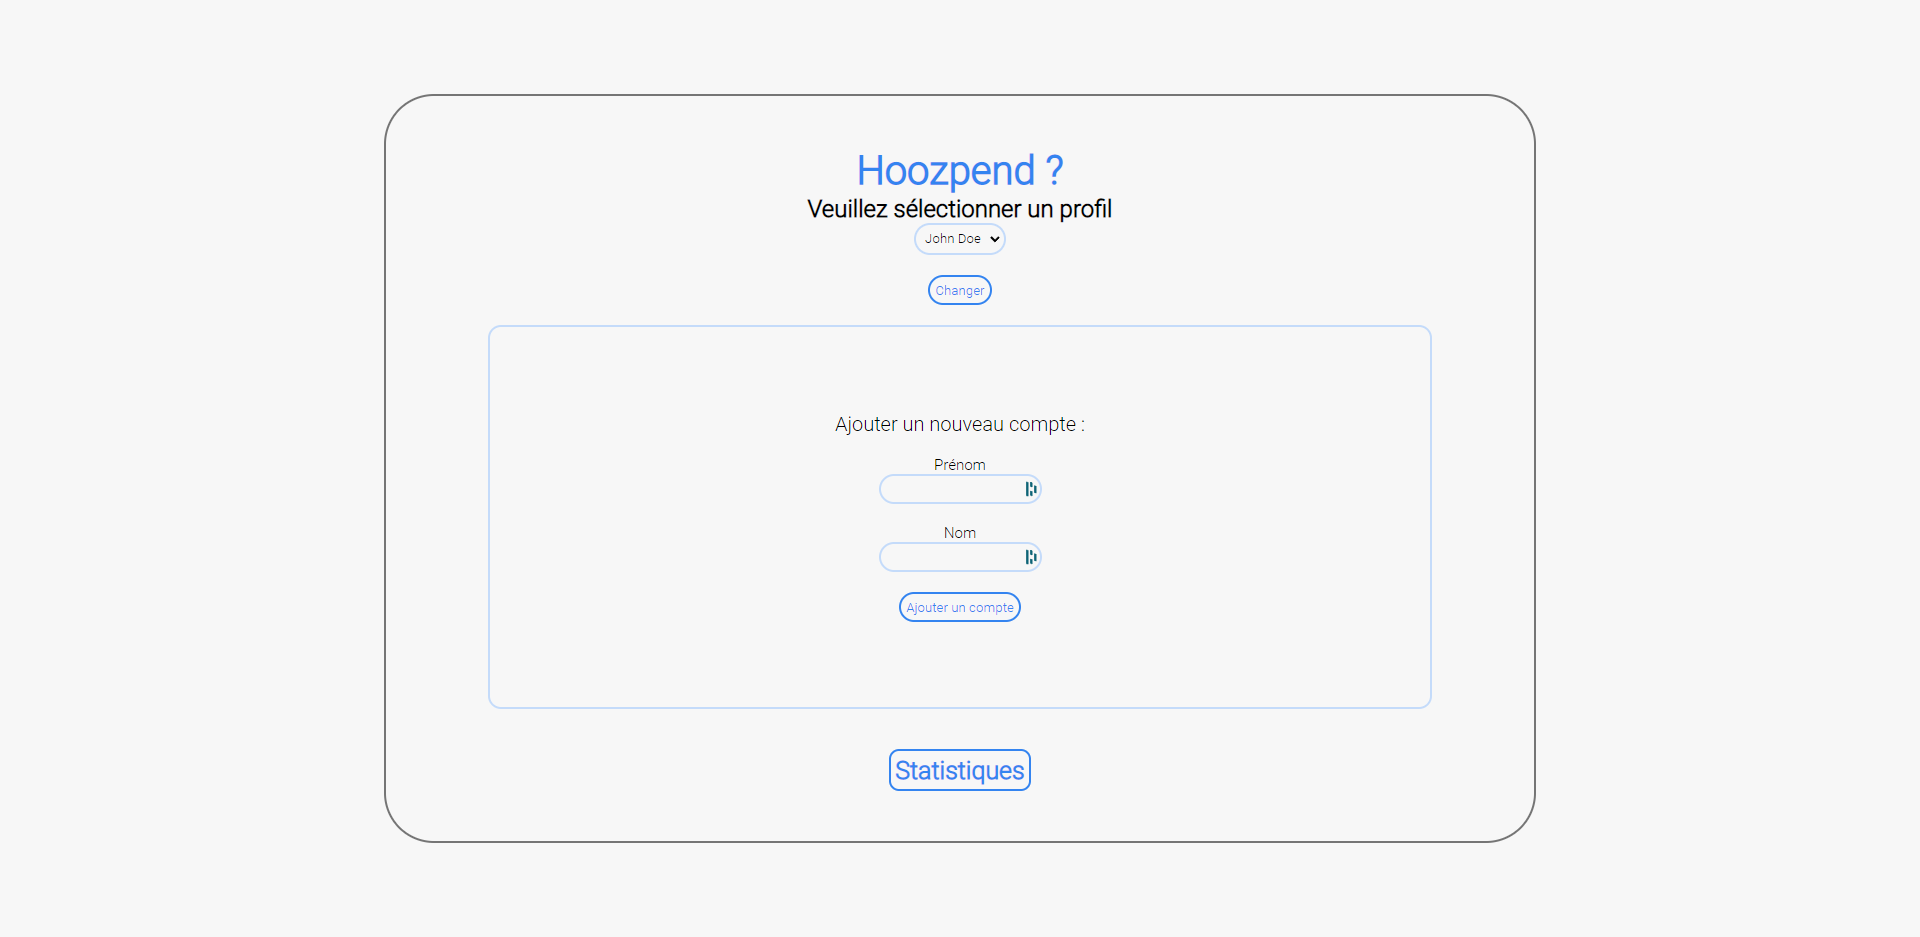 Hoozpend ?
Veuillez sélectionner un profil
John Doe
Changer
Ajouter un nouveau compte :
Prénom
Nom
Ajouter un compte
Statistiques